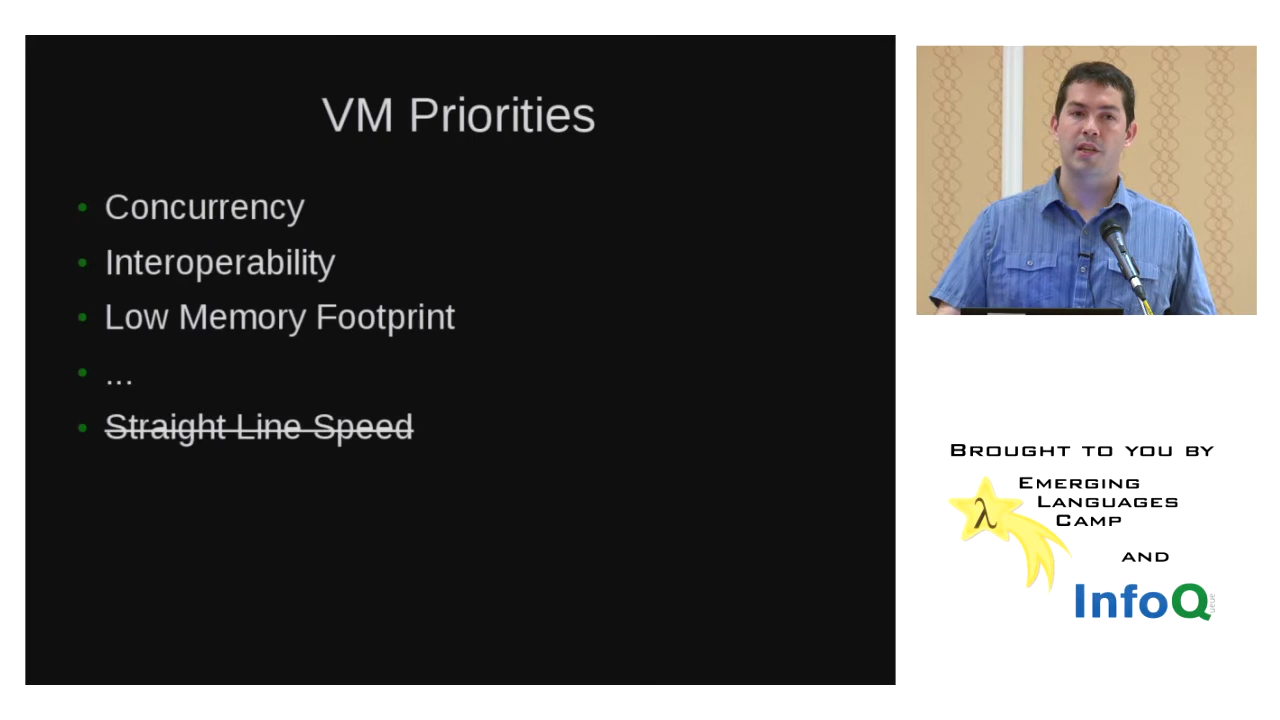 VM Priorities
• Concurrency
• Interoperability
• Low Memory Footprint
• ...
• Straight Line Speed
BROUGHT TO YOU BY
EMERGING
LANGUAGES
CAMP
λ
AND
InfoQ
ueue